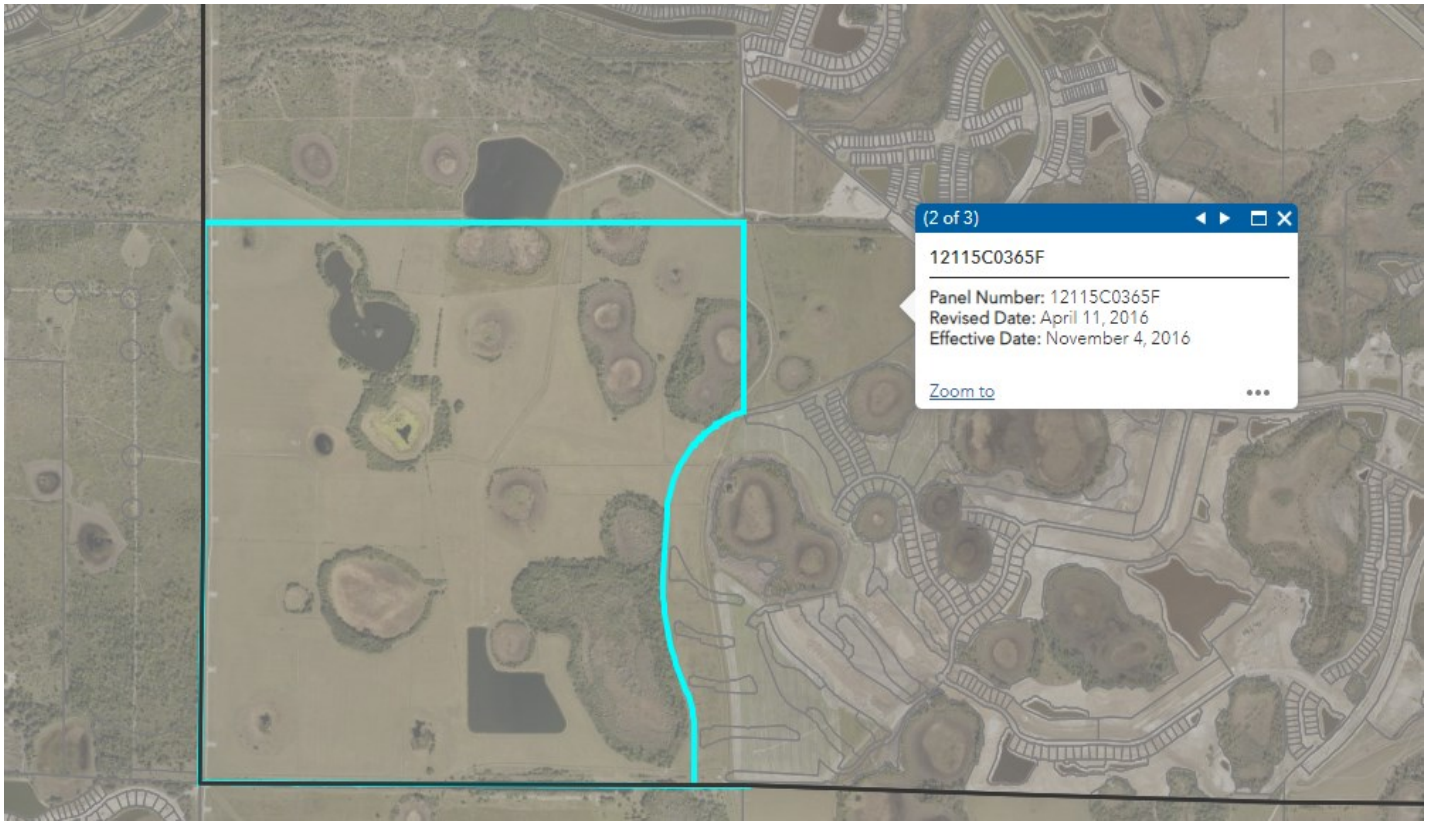 (2 of 3)
12115C0365F
Panel Number: 12115C0365F
Revised Date: April 11, 2016
Effective Date: November 4, 2016
Zoom to